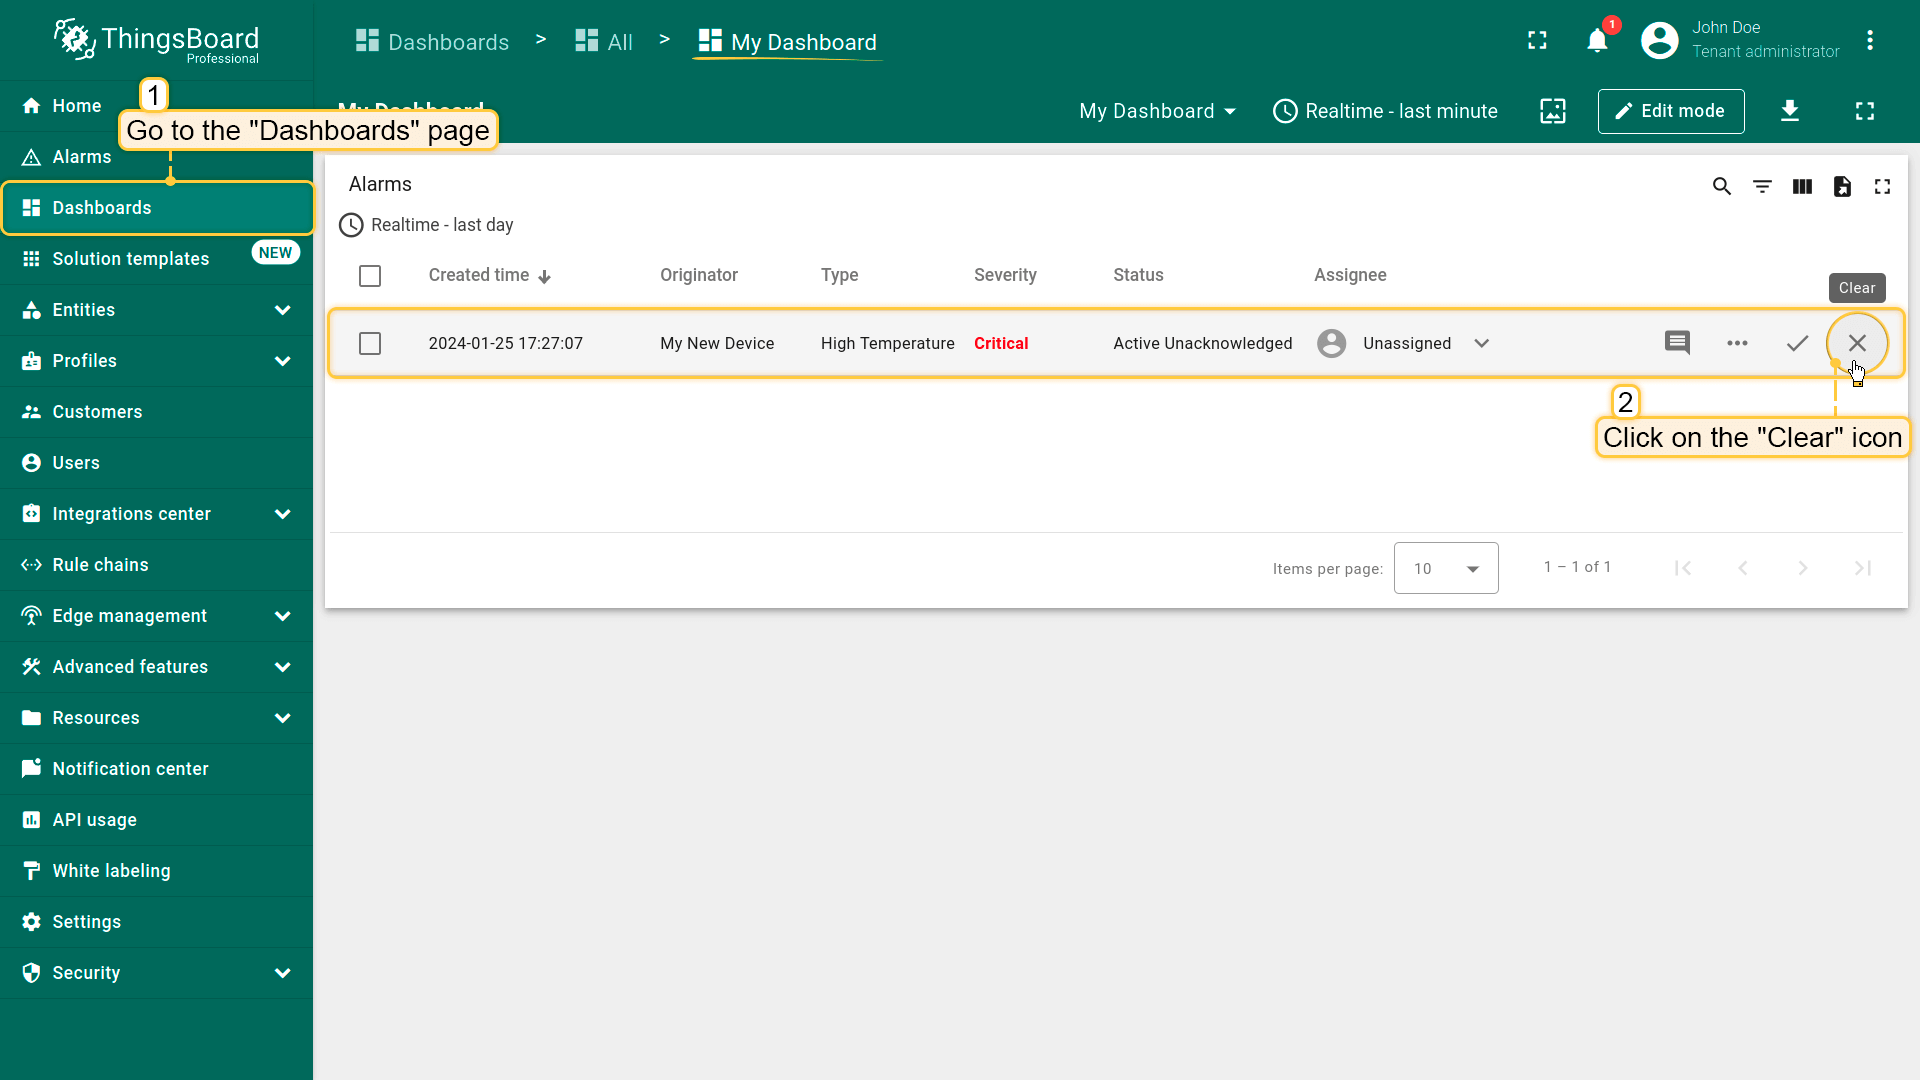 ThingsBoard
Professional
Dashboards > All > My Dashboard
1
John Doe
Tenant administrator
Home
1
Go to the "Dashboards" page
My Dashboard
My Dashboard
Realtime - last minute
Edit mode
Alarms
Dashboards
Solution templates
NEW
Entities
Profiles
Customers
Users
Integrations center
Rule chains
Edge management
Advanced features
Resources
Notification center
API usage
White labeling
Settings
Security
Alarms
Realtime - last day
Created time Originator Type Severity Status Assignee
Clear
2024-01-25 17:27:07 My New Device High Temperature Critical Active Unacknowledged Unassigned
2
Click on the "Clear" icon
Items per page: 10 1 – 1 of 1